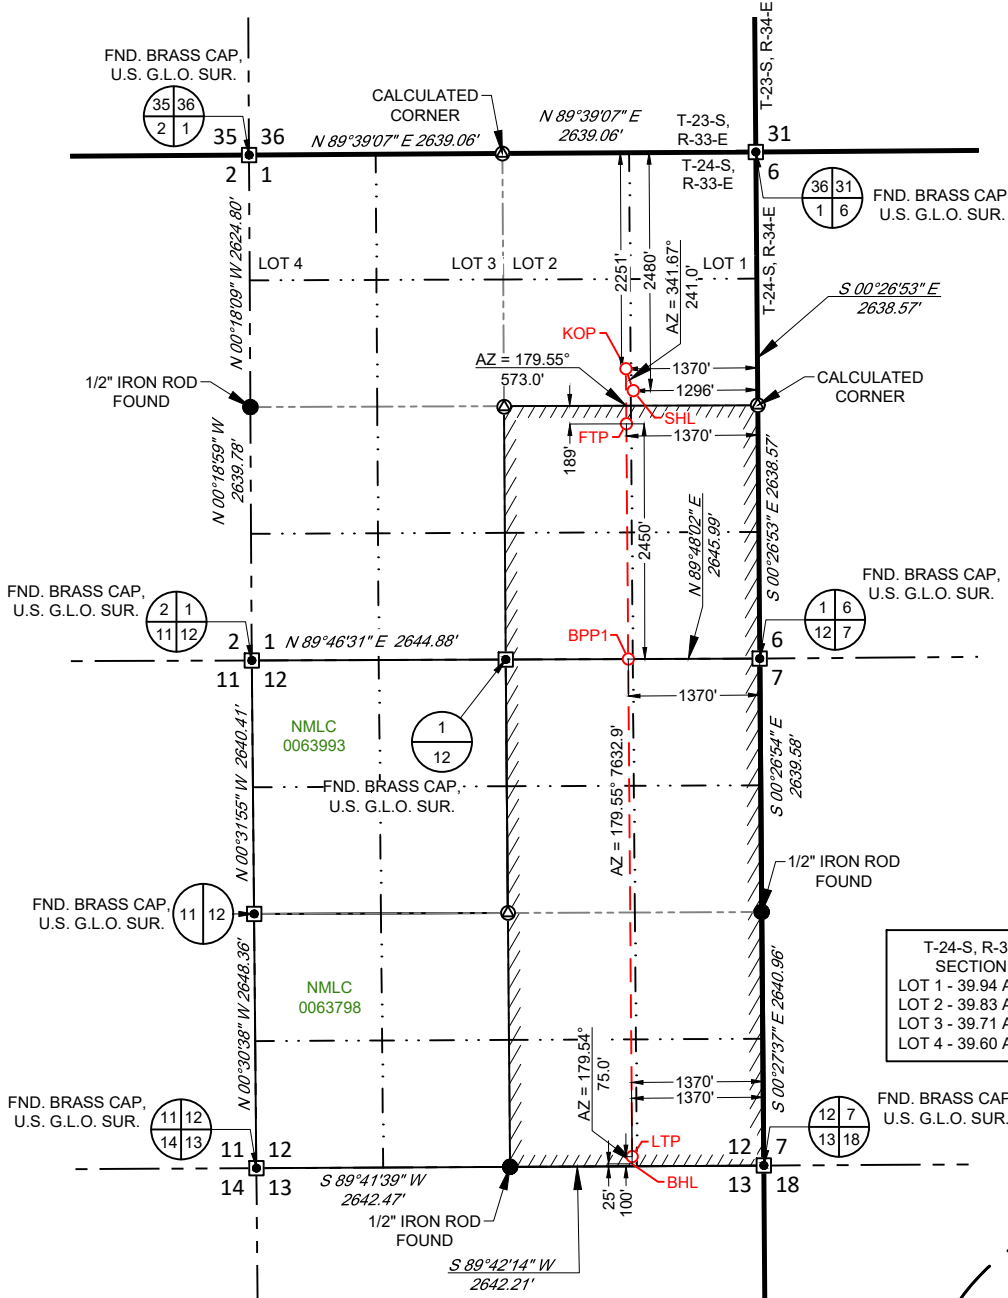 T-23-S, R-34-E
FND. BRASS CAP,
U.S. G.L.O. SUR.
35 36
2 1
CALCULATED
CORNER
N 89°39'07" E
2639.06'
N 89°39'07" E 2639.06'
T-23-S,
R-33-E
T-24-S,
R-33-E
35 36
2 1
31
6
36 31
1 6
FND. BRASS CAP
U.S. G.L.O. SUR.
T-24-S, R-34-E
N 00°18'09" W 2624.80'
LOT 4
LOT 3
LOT 2
LOT 1
2251'
2480'
AZ = 341.67°
241.0'
S 00°26'53" E
2638.57'
KOP
AZ = 179.55°
573.0'
1370'
1296'
1/2" IRON ROD
FOUND
CALCULATED
CORNER
SHL
FTP
1370'
189'
N 00°18'59" W
2639.78'
2450'
N 89°48'02" E
2645.99'
S 00°26'53" E 2638.57'
FND. BRASS CAP,
U.S. G.L.O. SUR.
2 1
11 12
FND. BRASS CAP,
U.S. G.L.O. SUR.
1 6
12 7
2 1
N 89°46'31" E 2644.88'
BPP1
6
11 12
7
1370'
NMLC
0063993
1
12
FND. BRASS CAP,
U.S. G.L.O. SUR.
N 00°31'55" W 2640.41'
AZ = 179.55° 7632.9'
S 00°26'54" E
2639.58'
1/2" IRON ROD
FOUND
FND. BRASS CAP,
U.S. G.L.O. SUR.
11 12
T-24-S, R-3
SECTION
LOT 1 - 39.94 A
LOT 2 - 39.83 A
LOT 3 - 39.71 A
LOT 4 - 39.60 A
NMLC
0063798
N 00°30'38" W 2648.36'
S 00°27'37" E 2640.96'
AZ = 179.54°
75.0'
1370'
1370'
FND. BRASS CAP,
U.S. G.L.O. SUR.
11 12
14 13
FND. BRASS CAP
U.S. G.L.O. SUR.
12 7
13 18
11 12
14 13
LTP
BHL
12 7
13 18
S 89°41'39" W
2642.47'
25'
100'
1/2" IRON ROD
FOUND
S 89°42'14" W
2642.21'